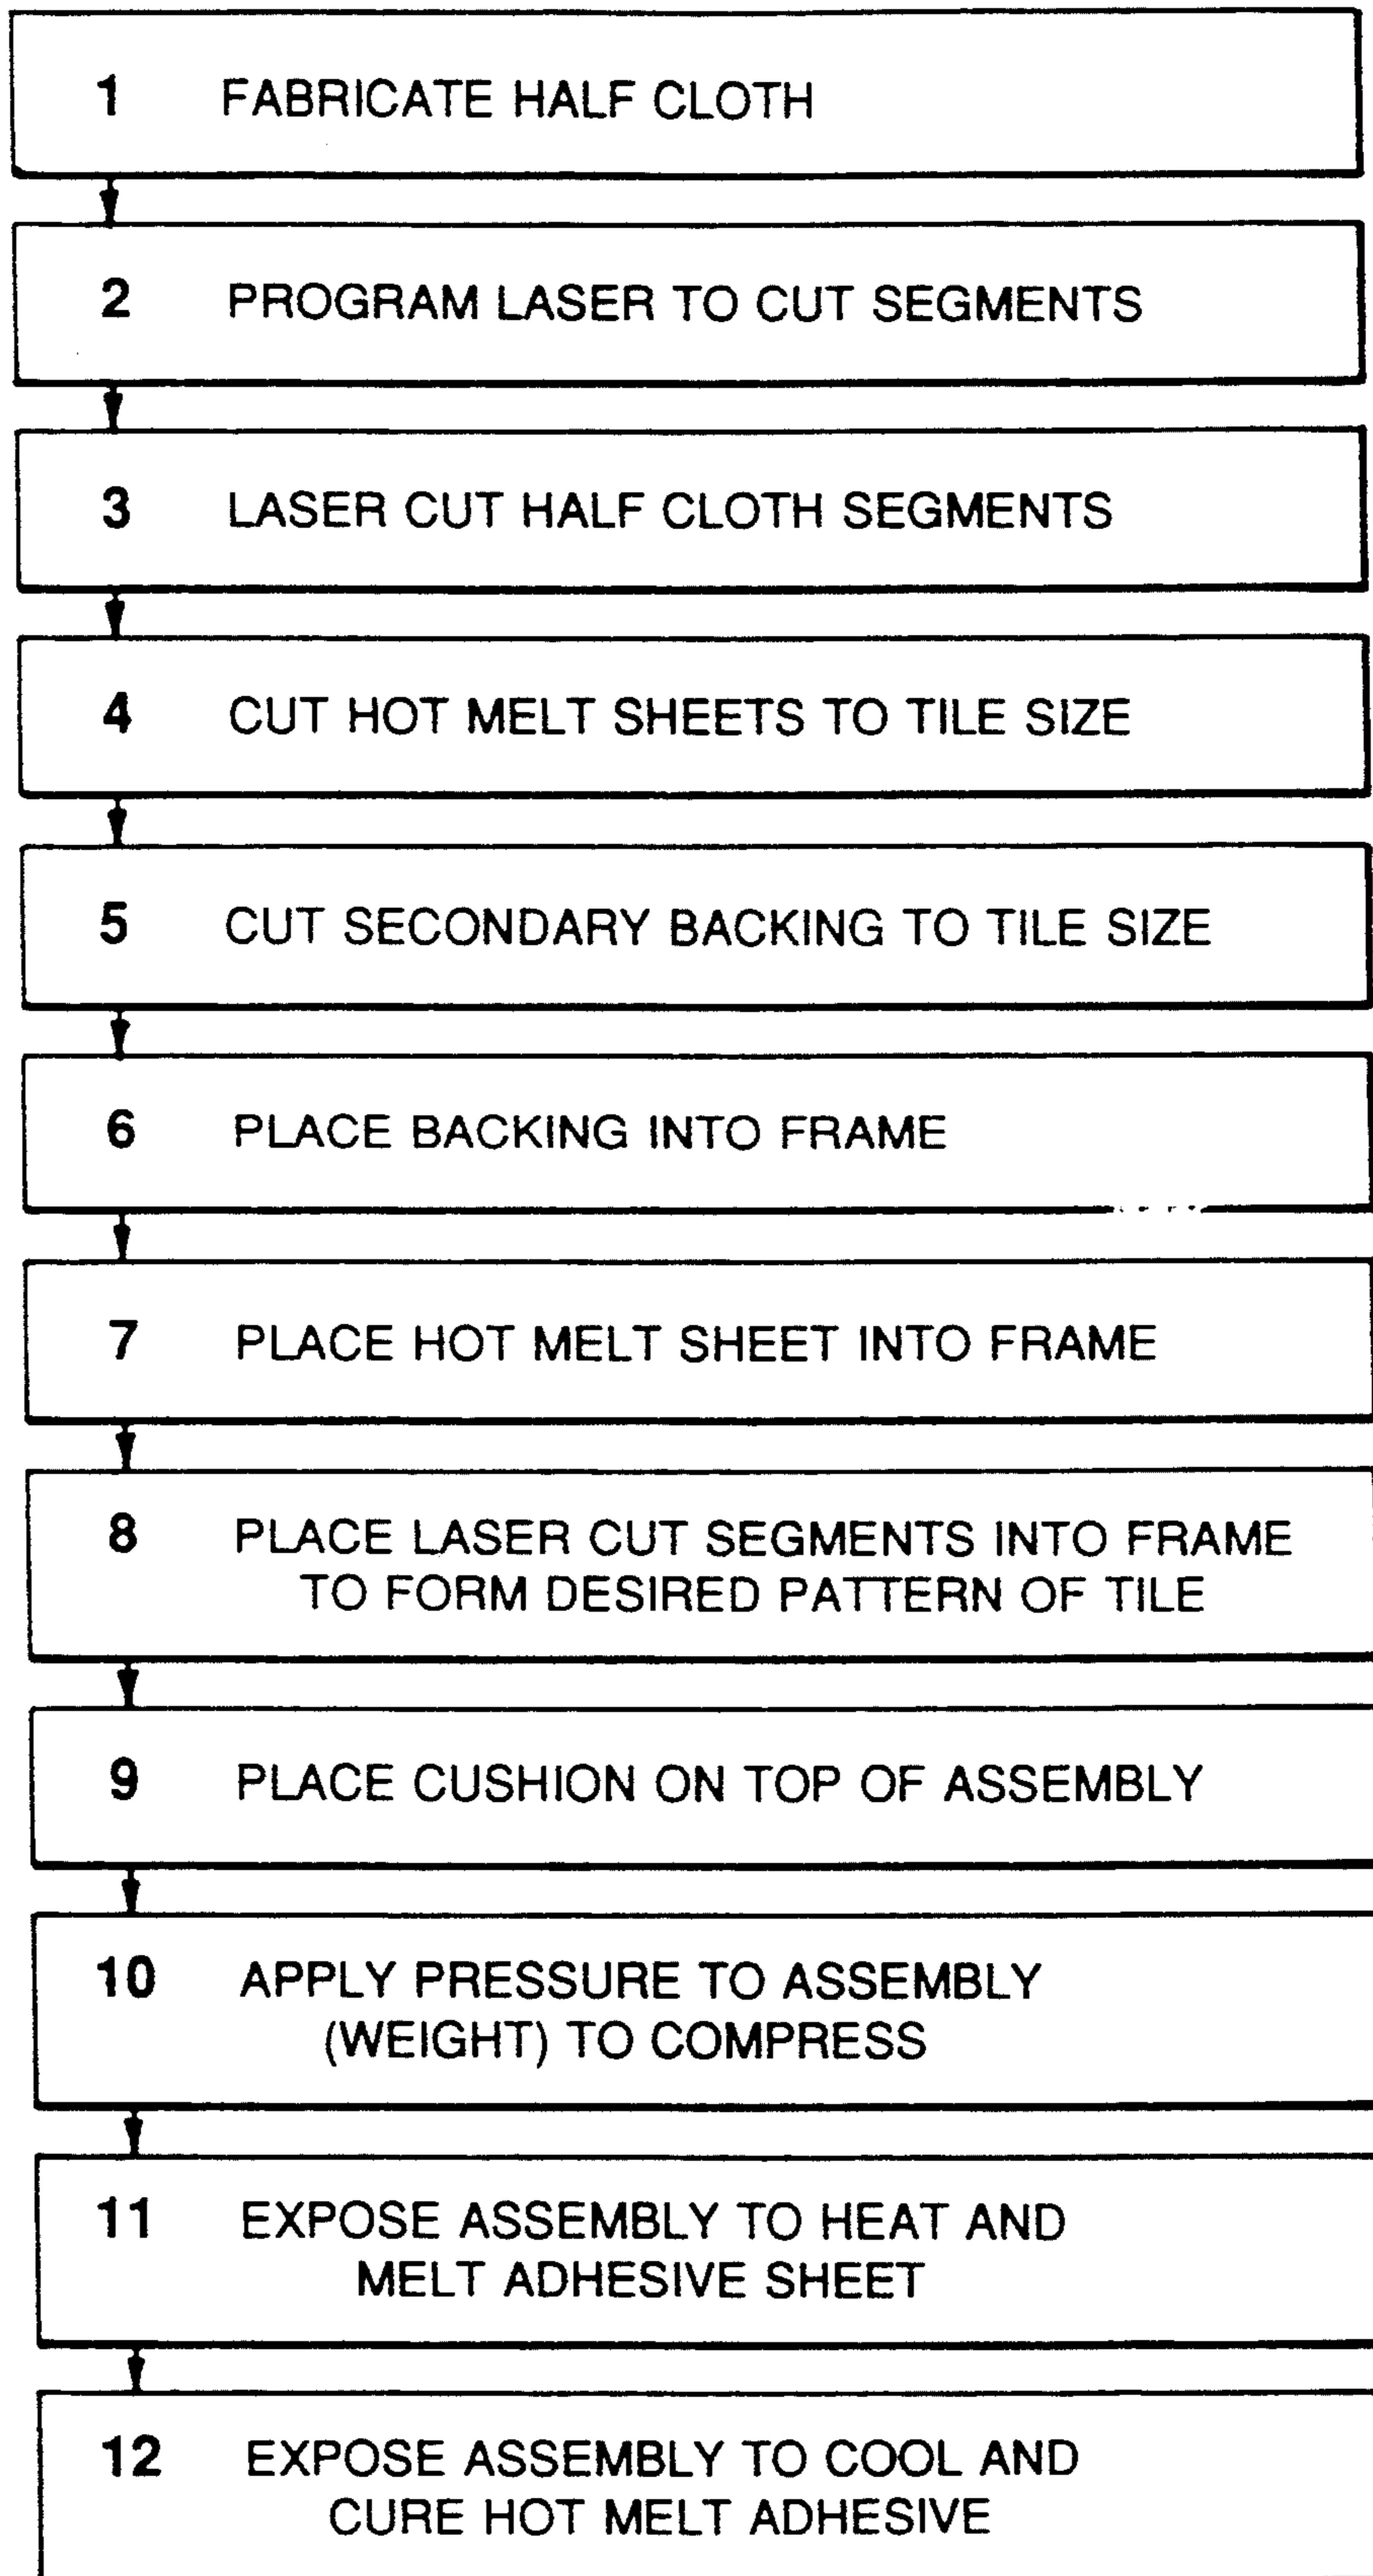 1 FABRICATE HALF CLOTH
2 PROGRAM LASER TO CUT SEGMENTS
3 LASER CUT HALF CLOTH SEGMENTS
4 CUT HOT MELT SHEETS TO TILE SIZE
5 CUT SECONDARY BACKING TO TILE SIZE
6 PLACE BACKING INTO FRAME
7 PLACE HOT MELT SHEET INTO FRAME
8 PLACE LASER CUT SEGMENTS INTO FRAME
TO FORM DESIRED PATTERN OF TILE
9 PLACE CUSHION ON TOP OF ASSEMBLY
10 APPLY PRESSURE TO ASSEMBLY
(WEIGHT) TO COMPRESS
11 EXPOSE ASSEMBLY TO HEAT AND
MELT ADHESIVE SHEET
12 EXPOSE ASSEMBLY TO COOL AND
CURE HOT MELT ADHESIVE